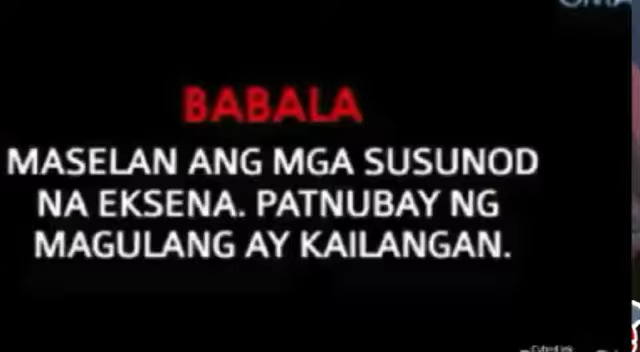 BABALA
MASELAN ANG MGA SUSUNOD
NA EKSENA. PATNUBAY NG
MAGULANG AY KAILANGAN.